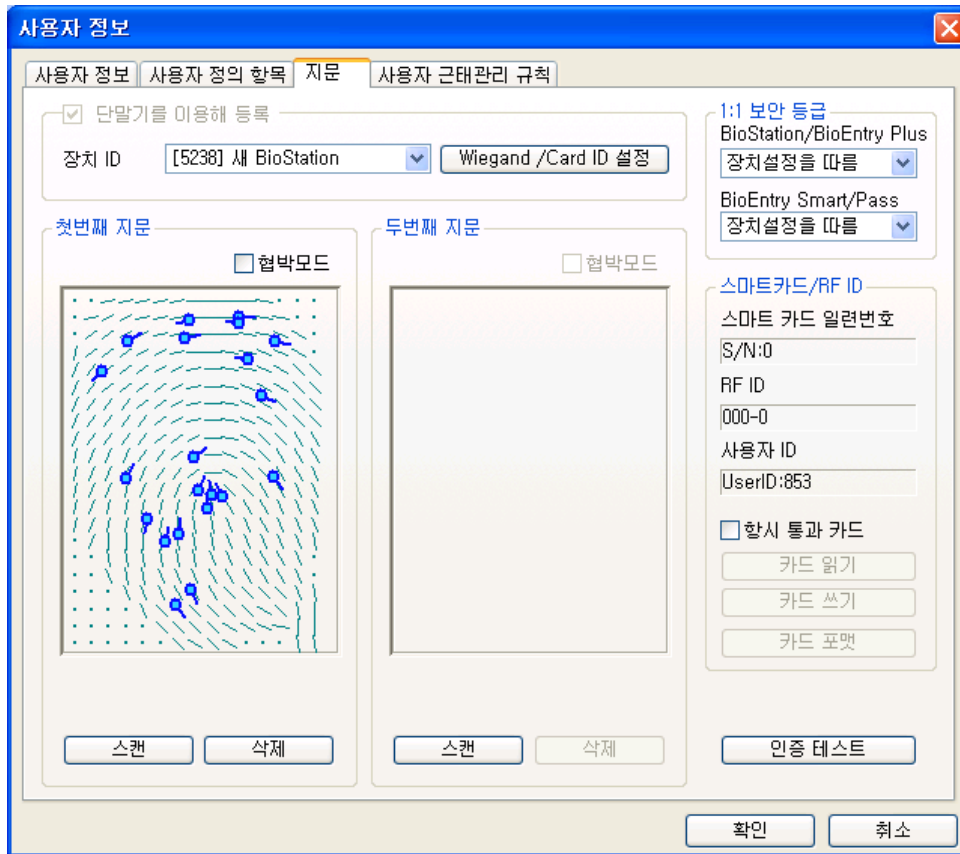 사용자 정보
사용자 정보 사용자 정의 항목 지문 사용자 근태관리 규칙
단말기를 이용해 등록
장치 ID [5238] 새 BioStation Wiegand /Card ID 설정
1:1 보안 등급
BioStation/BioEntry Plus
장치설정을 따름
BioEntry Smart/Pass
장치설정을 따름
첫번째 지문
협박모드
스캔 삭제
두번째 지문
협박모드
스캔 삭제
스마트카드/RF ID
스마트 카드 일련번호
S/N:0
RF ID
000-0
사용자 ID
UserID:853
항시 통과 카드
카드 읽기
카드 쓰기
카드 포맷
인증 테스트
확인 취소